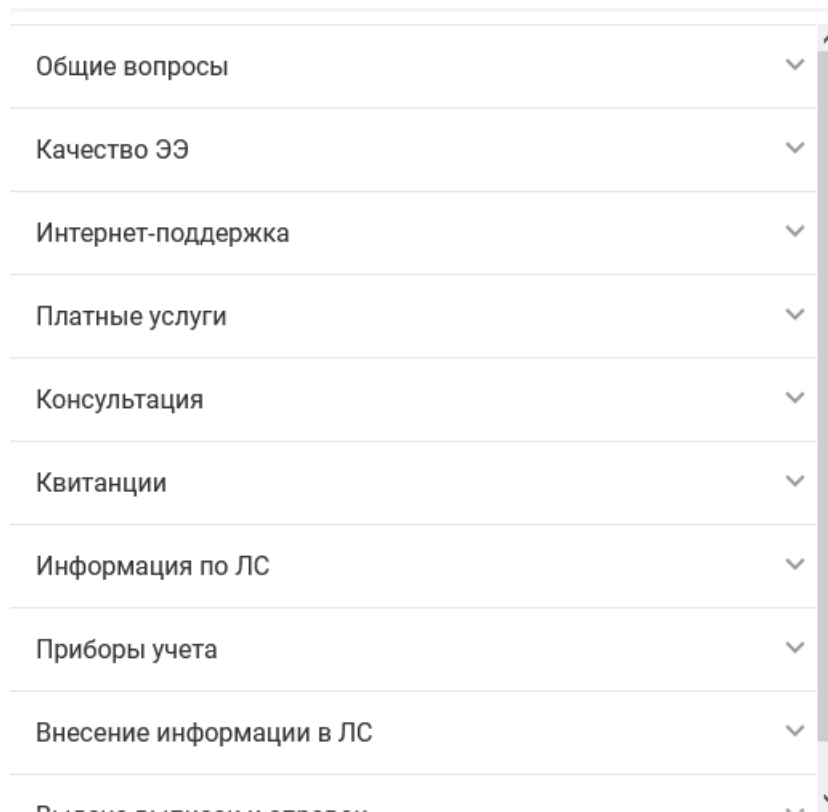 Общие вопросы
Качество ЭЭ
Интернет-поддержка
Платные услуги
Консультация
Квитанции
Информация по ЛС
Приборы учета
Внесение информации в ЛС